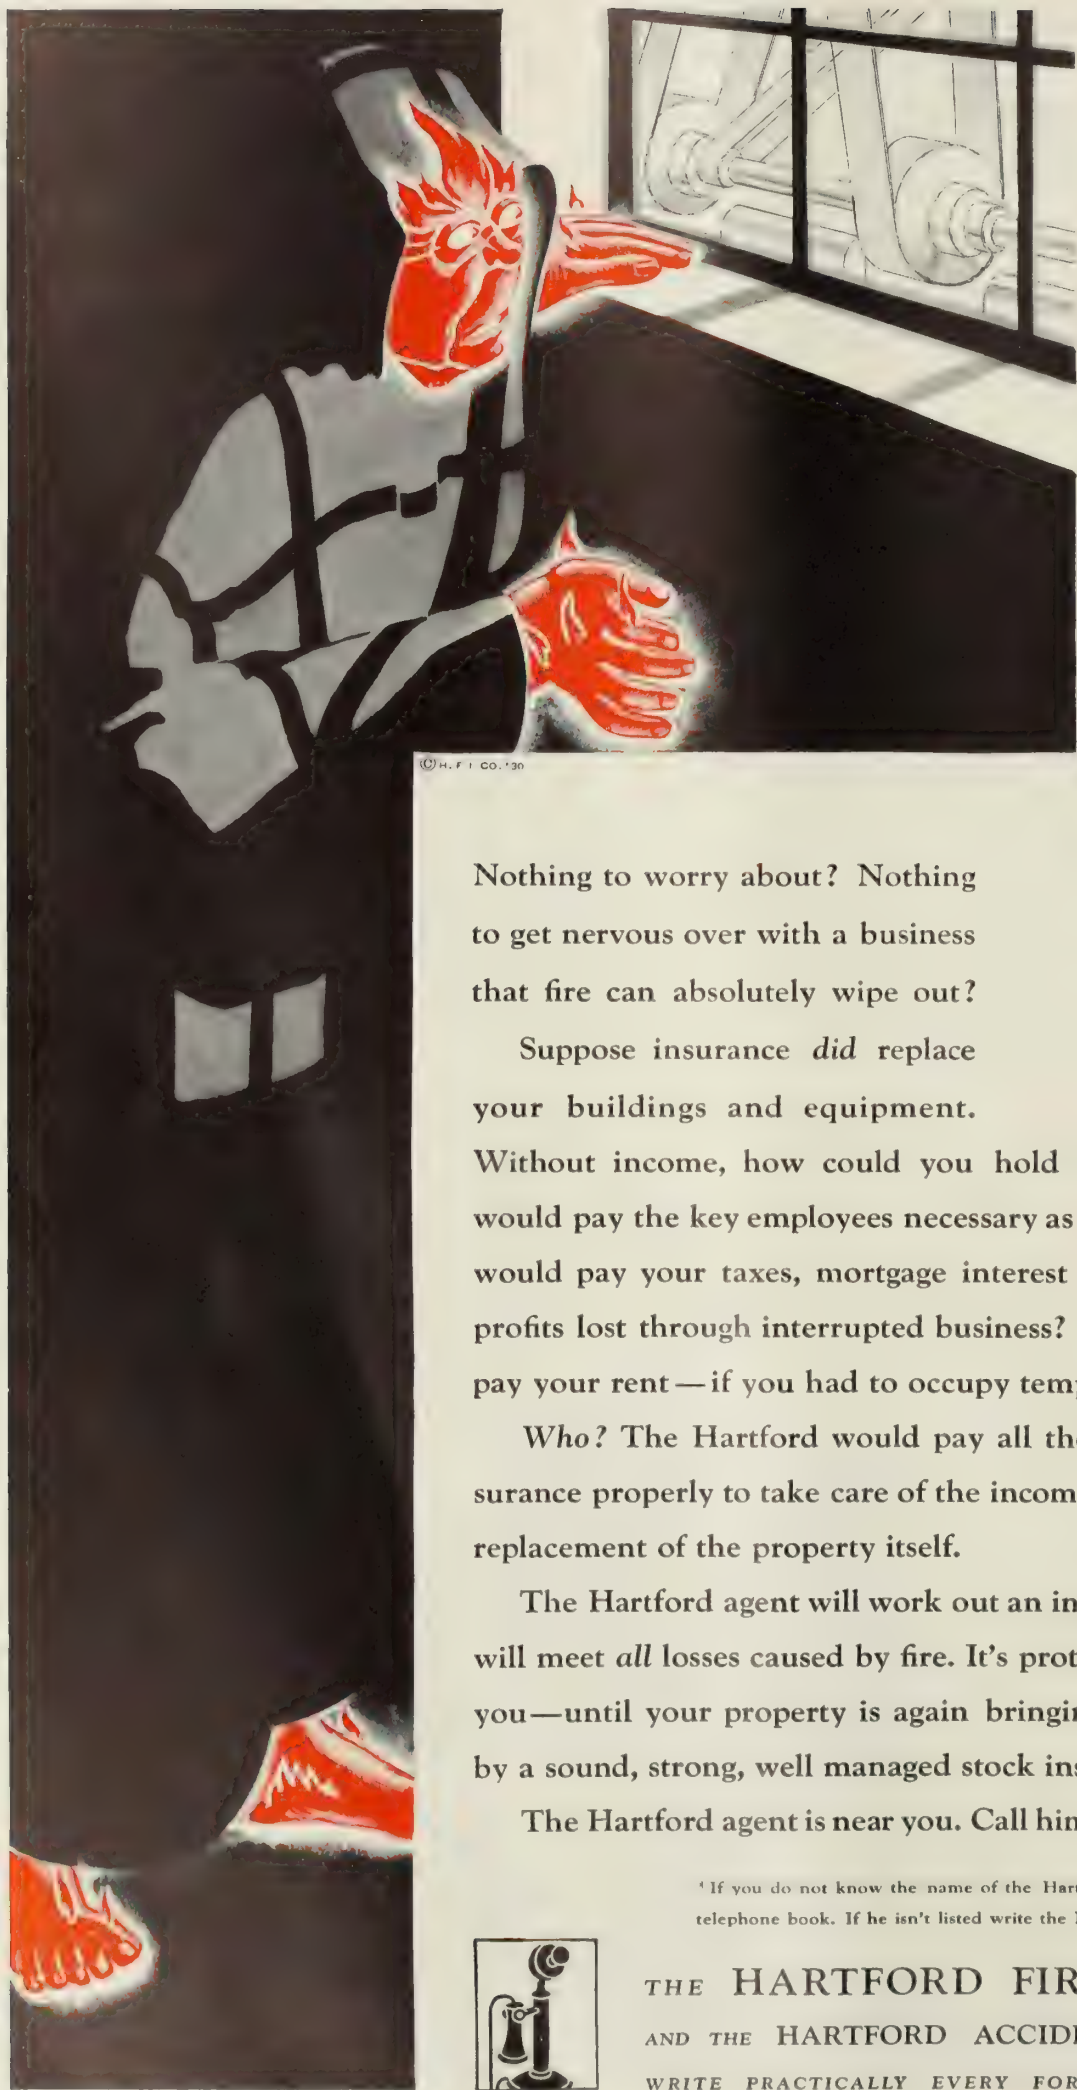 © H. F. I. CO. '30
Nothing to worry about? Nothing
to get nervous over with a business
that fire can absolutely wipe out?
Suppose insurance did replace
your buildings and equipment.
Without income, how could you hold
would pay the key employees necessary as
would pay your taxes, mortgage interest
profits lost through interrupted business?
pay your rent—if you had to occupy tem
Who? The Hartford would pay all th
surance properly to take care of the incom
replacement of the property itself.
The Hartford agent will work out an in
will meet all losses caused by fire. It's prot
you—until your property is again bringin
by a sound, strong, well managed stock ins
The Hartford agent is near you. Call him
If you do not know the name of the Hart
telephone book. If he isn't listed write the
THE HARTFORD FIR
AND THE HARTFORD ACCID
WRITE PRACTICALLY EVERY FOR